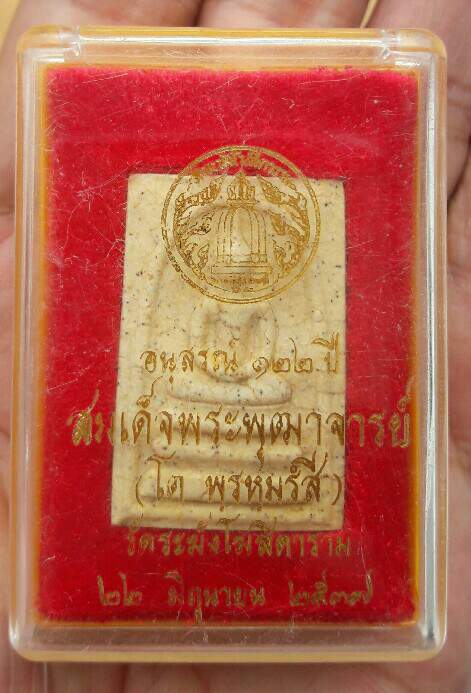 อนุสรณ์ ๑๒๒ ปี
สมเด็จพระพุฒาจารย์
(โต พฺรหฺมรํสี)
วัดระฆังโฆสิตาราม
๒๒ มิถุนายน ๒๕๓๗